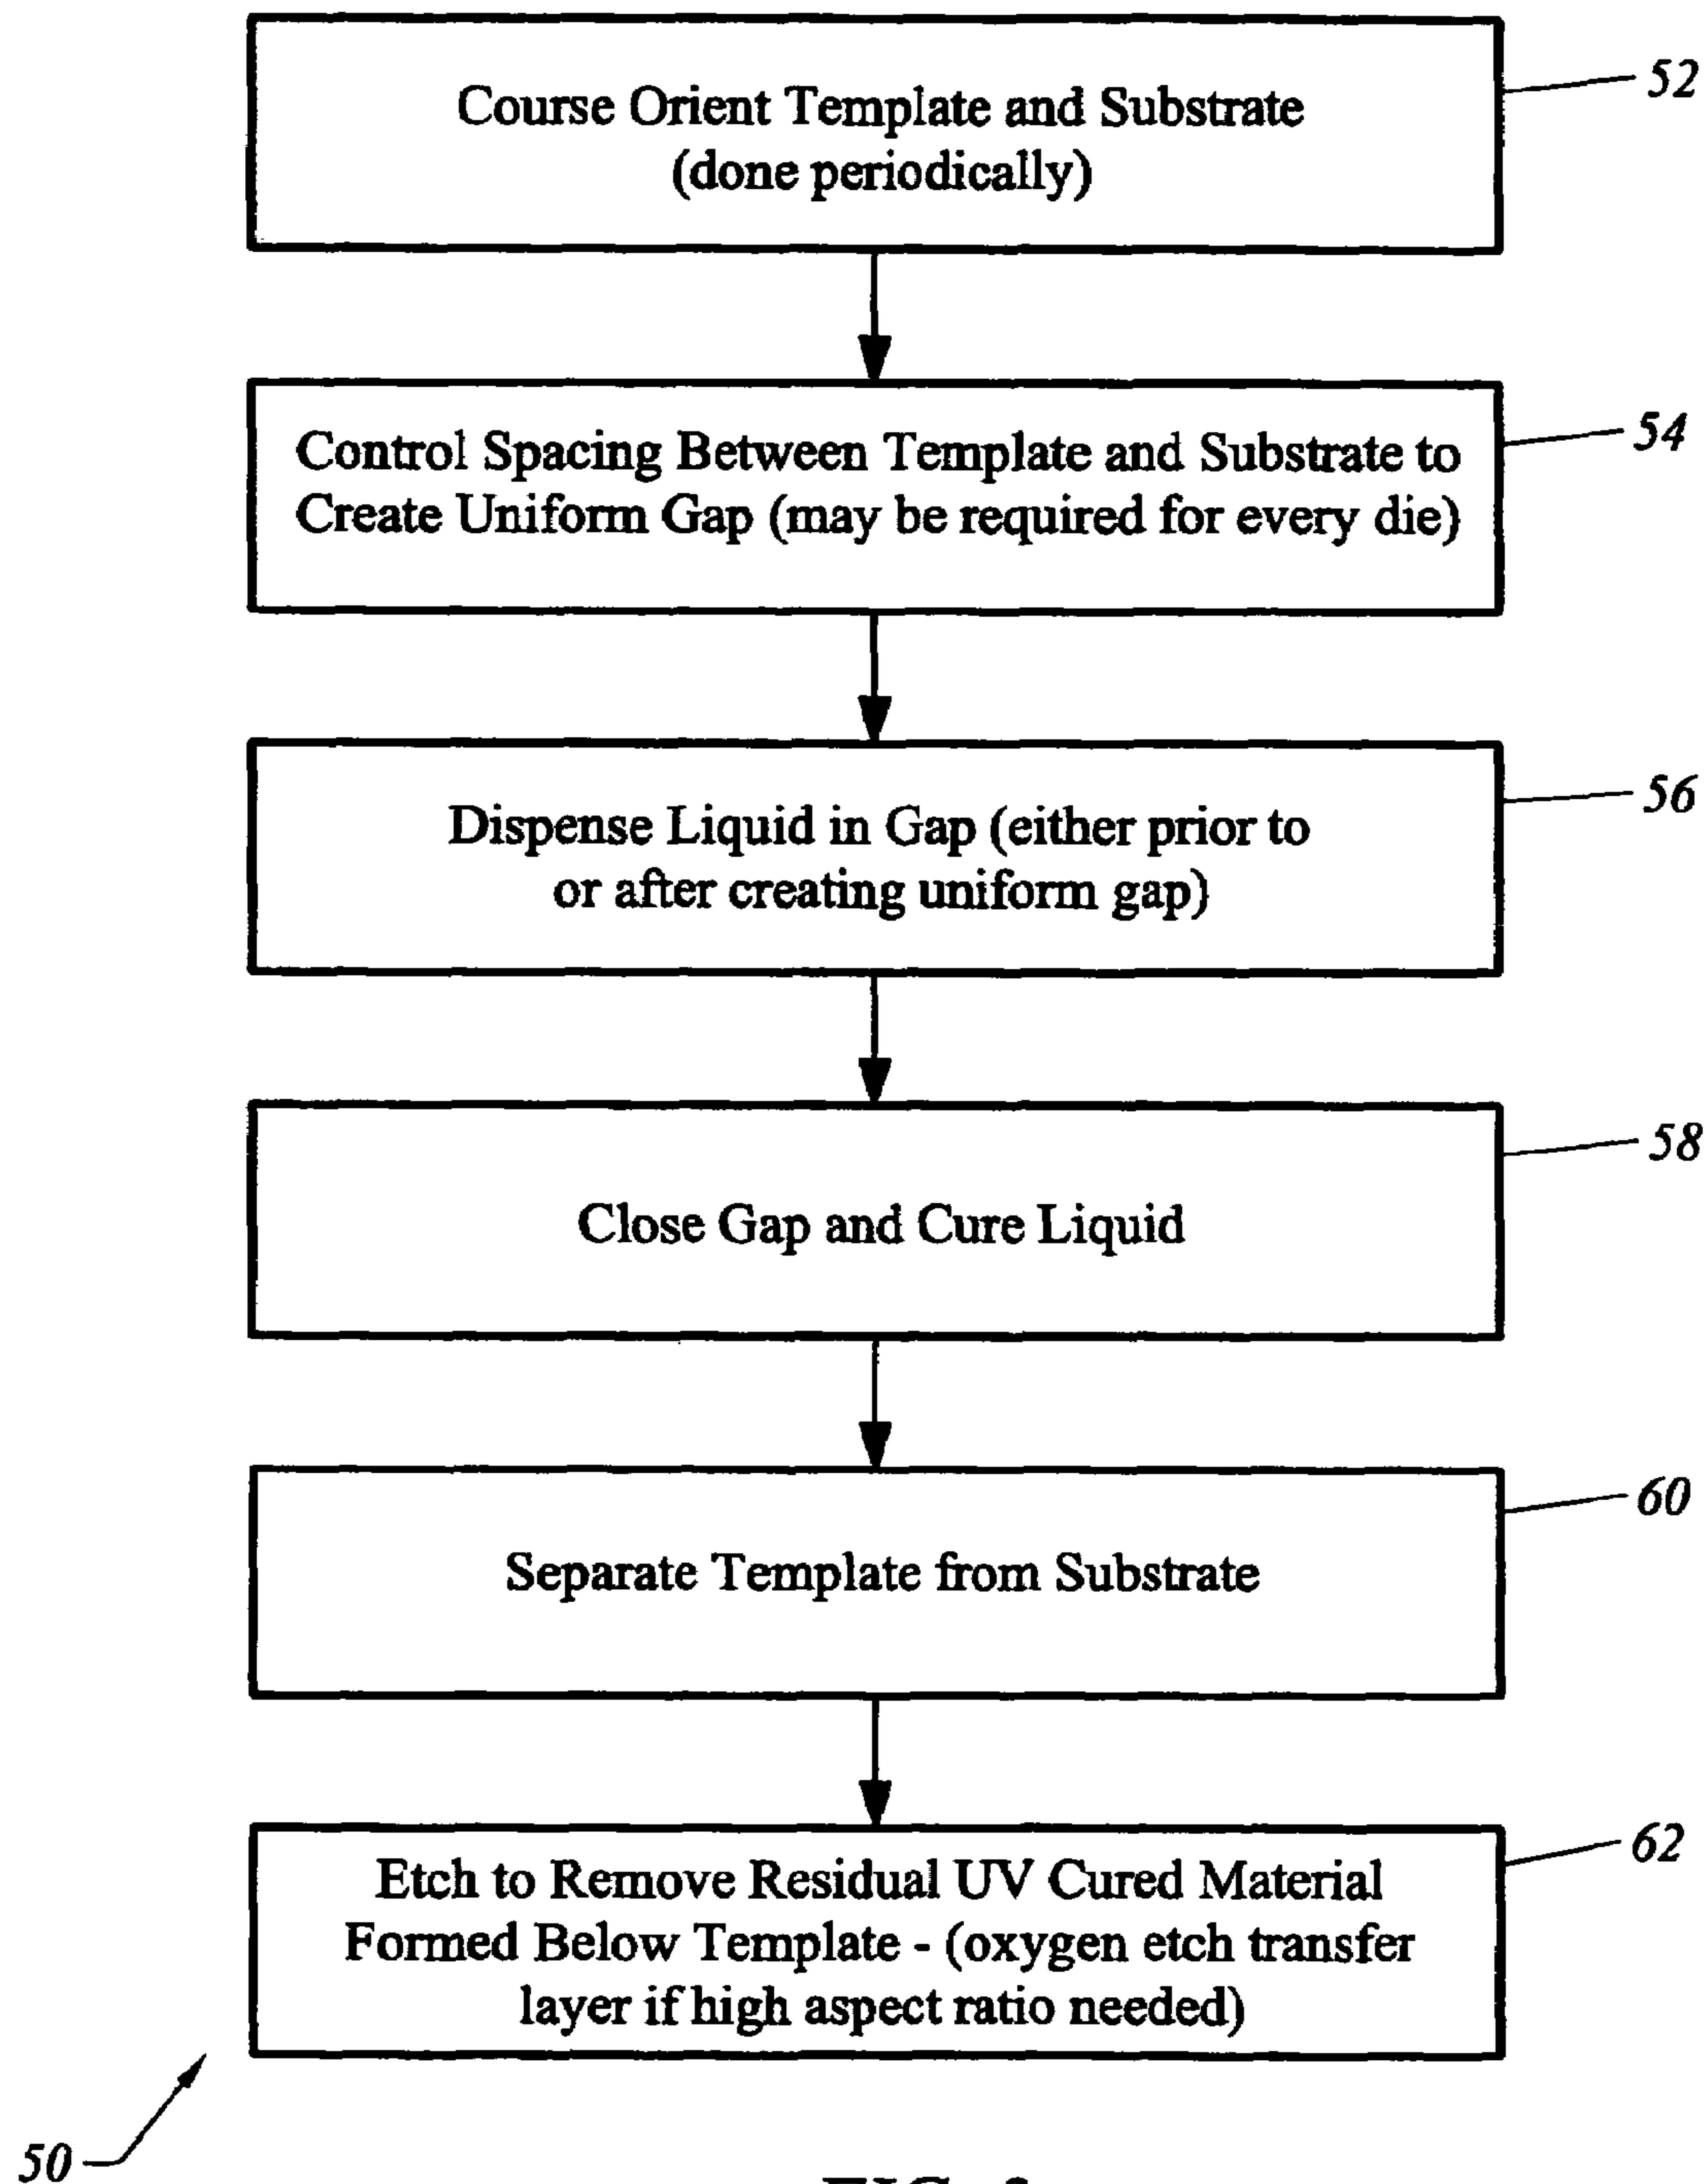 Course Orient Template and Substrate
(done periodically)
52
Control Spacing Between Template and Substrate to
Create Uniform Gap (may be required for every die)
54
Dispense Liquid in Gap (either prior to
or after creating uniform gap)
56
Close Gap and Cure Liquid
58
Separate Template from Substrate
60
Etch to Remove Residual UV Cured Material
Formed Below Template - (oxygen etch transfer
layer if high aspect ratio needed)
62
50